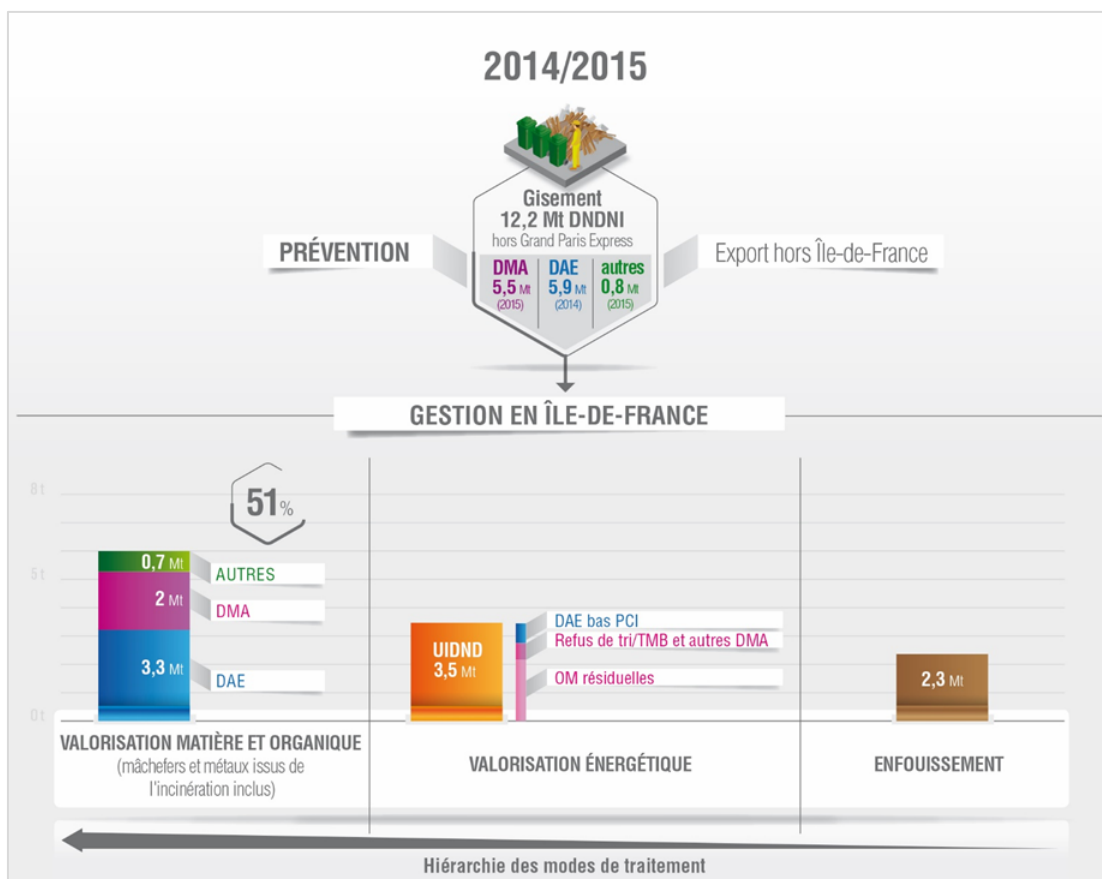 2014/2015
Gisement
12,2 Mt DNDNI
hors Grand Paris Express
PRÉVENTION
Export hors Île-de-France
DMA
5,5 Mt
(2015)
DAE
5,9 Mt
(2014)
autres
0,8 Mt
(2015)
GESTION EN ÎLE-DE-FRANCE
8 t
5 t
0 t
51 %
0,7 Mt
AUTRES
2 Mt
DMA
3,3 Mt
DAE
UIDND
3,5 Mt
DAE bas PCI
Refus de tri/TMB et autres DMA
OM résiduelles
2,3 Mt
VALORISATION MATIÈRE ET ORGANIQUE
(mâchefers et métaux issus de
l'incinération inclus)
VALORISATION ÉNERGÉTIQUE
ENFOUISSEMENT
Hiérarchie des modes de traitement